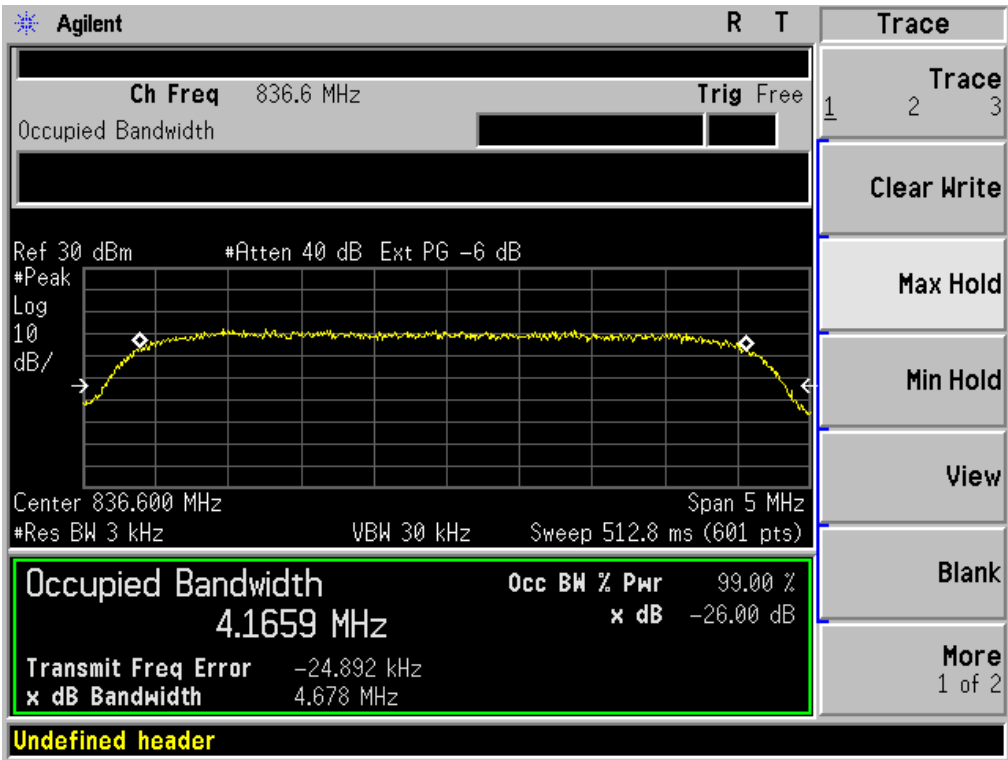 Agilent R T
Ch Freq 836.6 MHz Trig Free
Occupied Bandwidth
Ref 30 dBm #Atten 40 dB Ext PG -6 dB
#Peak
Log
10
dB/
Center 836.600 MHz Span 5 MHz
#Res BW 3 kHz VBW 30 kHz Sweep 512.8 ms (601 pts)
Occupied Bandwidth Occ BW % Pwr 99.00 %
4.1659 MHz x dB -26.00 dB
Transmit Freq Error -24.892 kHz
x dB Bandwidth 4.678 MHz
Undefined header
Trace
Trace
1 2 3
Clear Write
Max Hold
Min Hold
View
Blank
More
1 of 2